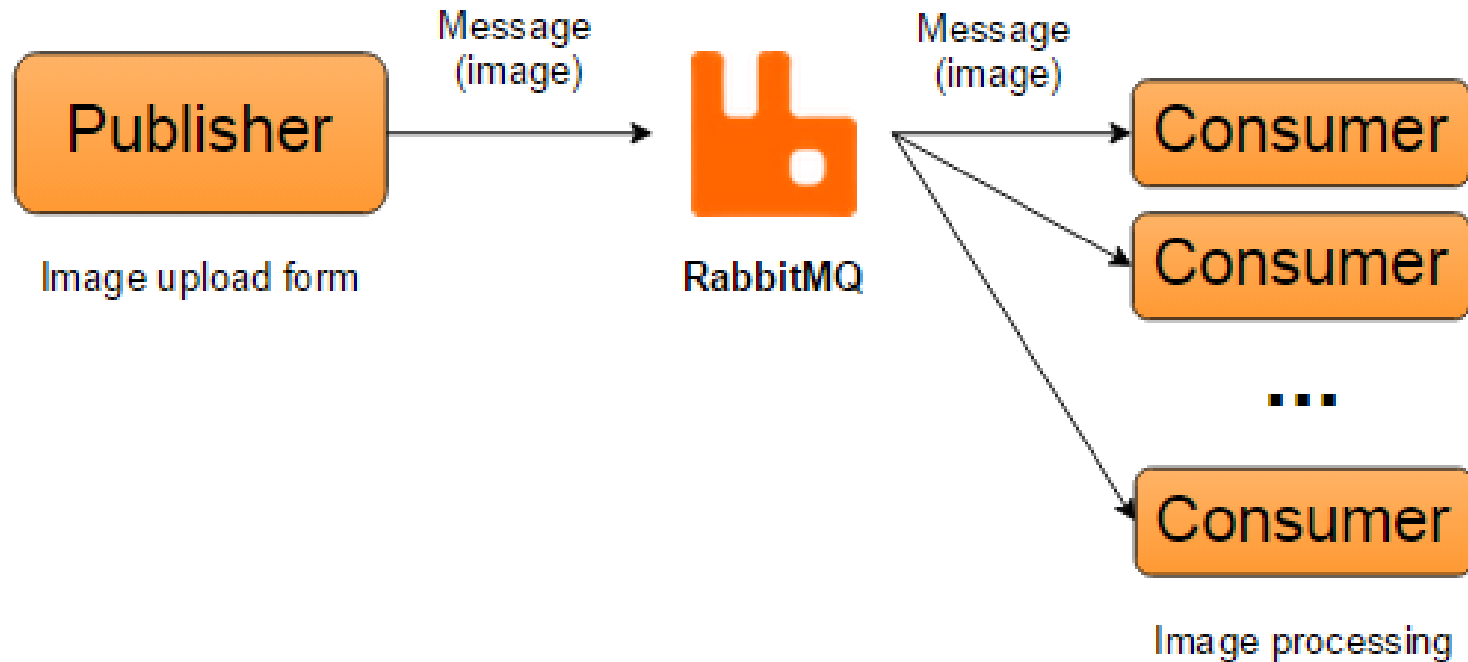 Message
(image)
Message
(image)
Publisher
Consumer
Consumer
Image upload form
RabbitMQ
...
Consumer
Image processing